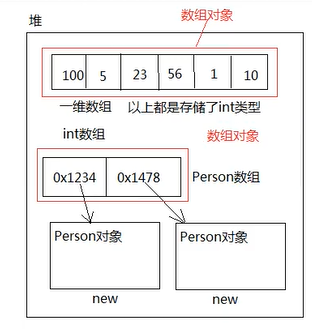 数组对象
堆
100 5 23 56 1 10
一维数组 以上都是存储了int类型
int数组
数组对象
0x1234 0x1478 Person数组
Person对象 Person对象
new new